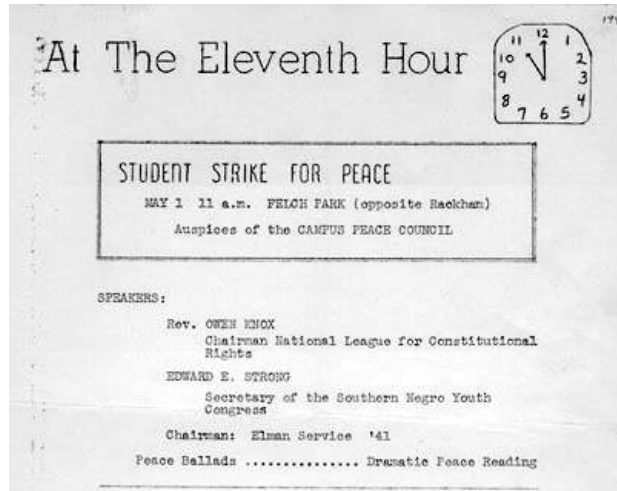 At The Eleventh Hour
11 12 1
10 2
9 3
8 4
7 6 5
STUDENT STRIKE FOR PEACE
MAY 1 11 a.m. FELCH PARK (opposite Rackham)
Auspices of the CAMPUS PEACE COUNCIL
SPEAKERS:
Rev. OWEN KNOX
Chairman National League for Constitutional
Rights
EDWARD E. STRONG
Secretary of the Southern Negro Youth
Congress
Chairman: Elman Service '41
Peace Ballads ............... Dramatic Peace Reading